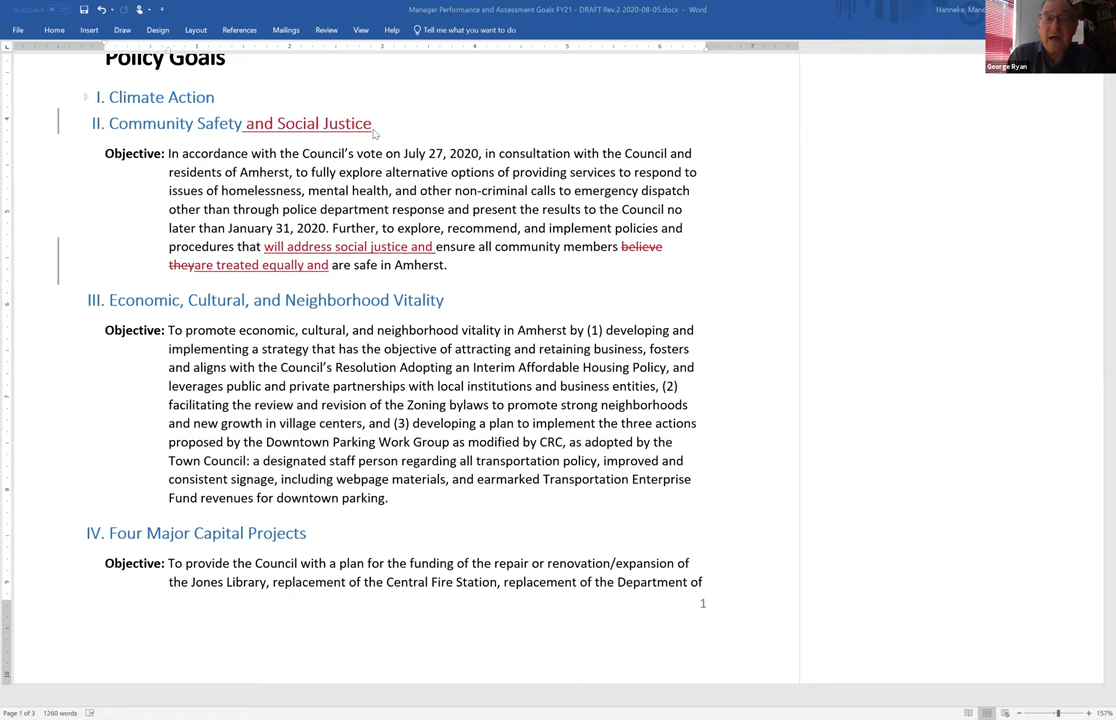 AutoSave
Off
Manager Performance and Assessment Goals FY21 - DRAFT Rev.2 2020-08-05.docx - Word
Hanneke,
File Home Insert Draw Design Layout References Mailings Review View Help Tell me what you want to do
George Ryan
Policy Goals
I. Climate Action
II. Community Safety and Social Justice
Objective: In accordance with the Council's vote on July 27, 2020, in consultation with the Council and
residents of Amherst, to fully explore alternative options of providing services to respond to
issues of homelessness, mental health, and other non-criminal calls to emergency dispatch
other than through police department response and present the results to the Council no
later than January 31, 2020. Further, to explore, recommend, and implement policies and
procedures that will address social justice and ensure all community members believe
theyare treated equally and are safe in Amherst.
III. Economic, Cultural, and Neighborhood Vitality
Objective: To promote economic, cultural, and neighborhood vitality in Amherst by (1) developing and
implementing a strategy that has the objective of attracting and retaining business, fosters
and aligns with the Council's Resolution Adopting an Interim Affordable Housing Policy, and
leverages public and private partnerships with local institutions and business entities, (2)
facilitating the review and revision of the Zoning bylaws to promote strong neighborhoods
and new growth in village centers, and (3) developing a plan to implement the three actions
proposed by the Downtown Parking Work Group as modified by CRC, as adopted by the
Town Council: a designated staff person regarding all transportation policy, improved and
consistent signage, including webpage materials, and earmarked Transportation Enterprise
Fund revenues for downtown parking.
IV. Four Major Capital Projects
Objective: To provide the Council with a plan for the funding of the repair or renovation/expansion of
the Jones Library, replacement of the Central Fire Station, replacement of the Department of
1
Page 1 of 3 1260 words
157%